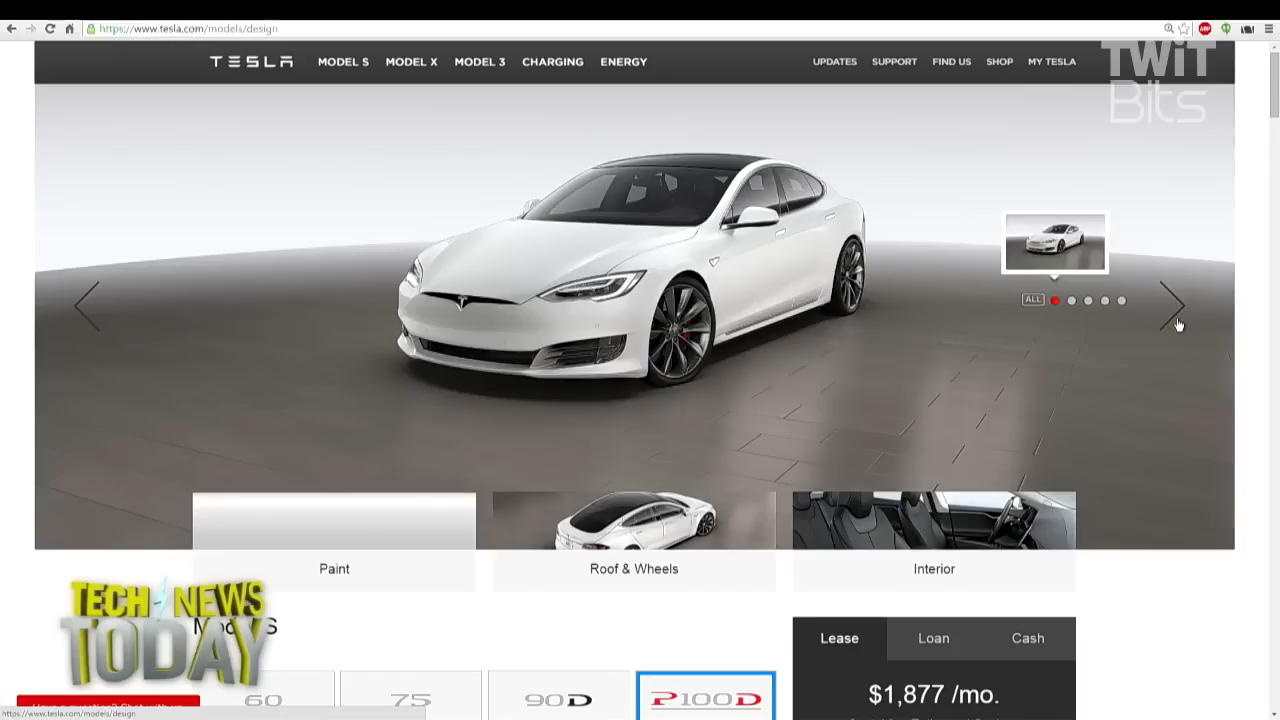 https://www.tesla.com/models/design
ABP
TESLA MODEL S MODEL X MODEL 3 CHARGING ENERGY UPDATES SUPPORT FIND US SHOP MY TESLA
TWiT
Bits
ALL
Paint
Roof & Wheels
Interior
TECH NEWS
TODAY
Lease
Loan
Cash
60
75
90D
P100D
$1,877 /mo.
https://www.tesla.com/models/design